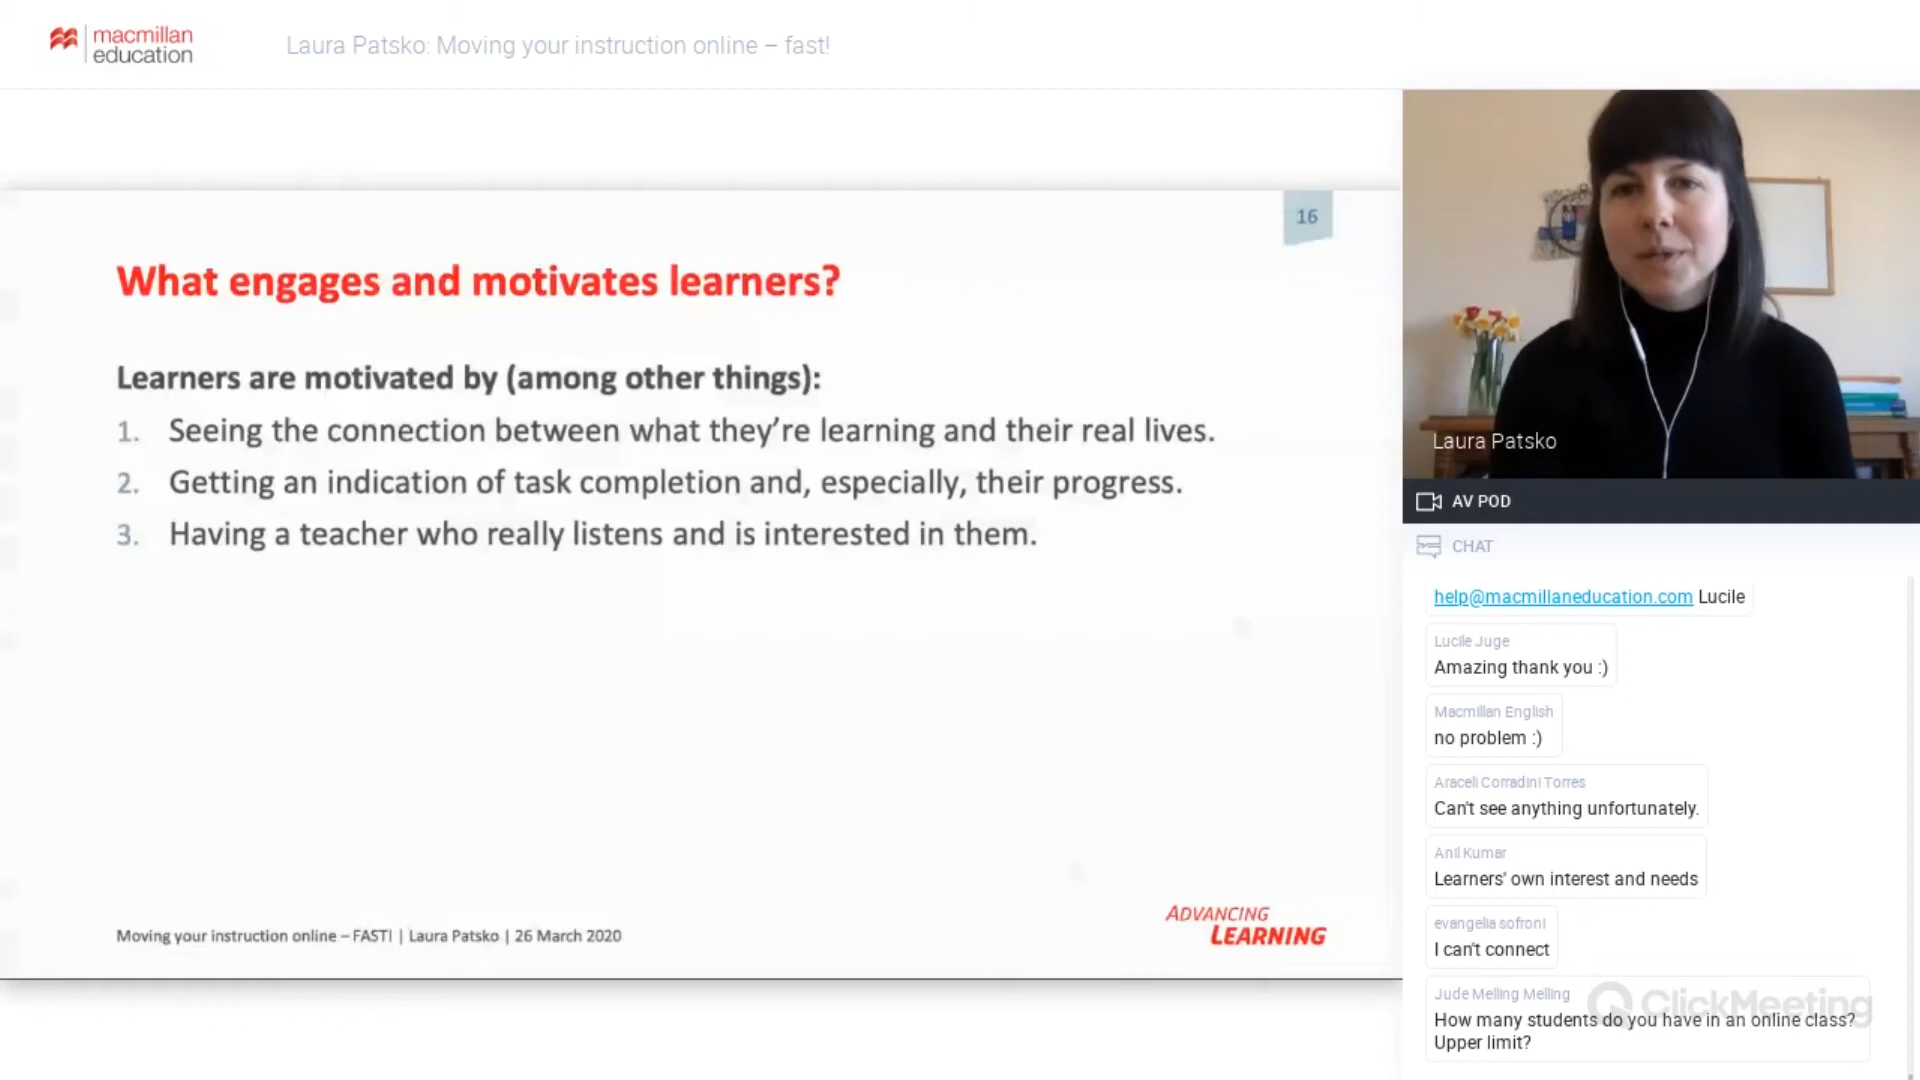 macmillan
education
Laura Patsko: Moving your instruction online – fast!
16
What engages and motivates learners?
Learners are motivated by (among other things):
1. Seeing the connection between what they're learning and their real lives.
2. Getting an indication of task completion and, especially, their progress.
3. Having a teacher who really listens and is interested in them.
Moving your instruction online – FAST! | Laura Patsko | 26 March 2020
ADVANCING
LEARNING
Laura Patsko
AV POD
CHAT
help@macmillaneducation.com Lucile
Lucile Juge
Amazing thank you :)
Macmillan English
no problem :)
Araceli Corradini Torres
Can't see anything unfortunately.
Anil Kumar
Learners' own interest and needs
evangelia sofroni
I can't connect
Jude Melling Melling
ClickMeeting
How many students do you have in an online class?
Upper limit?